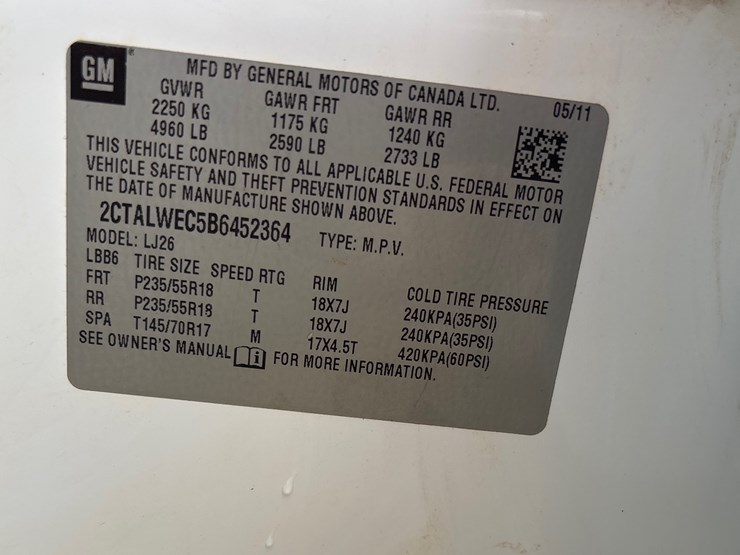 GM
MFD BY GENERAL MOTORS OF CANADA LTD. 05/11
GVWR GAWR FRT GAWR RR
2250 KG 1175 KG 1240 KG
4960 LB 2590 LB 2733 LB
THIS VEHICLE CONFORMS TO ALL APPLICABLE U.S. FEDERAL MOTOR
VEHICLE SAFETY AND THEFT PREVENTION STANDARDS IN EFFECT ON
THE DATE OF MANUFACTURE SHOWN ABOVE.
2CTALWEC5B6452364 TYPE: M.P.V.
MODEL: LJ26
LBB6 TIRE SIZE SPEED RTG RIM COLD TIRE PRESSURE
FRT P235/55R18 T 18X7J 240KPA(35PSI)
RR P235/55R18 T 18X7J 240KPA(35PSI)
SPA T145/70R17 M 17X4.5T 420KPA(60PSI)
SEE OWNER'S MANUAL i FOR MORE INFORMATION.